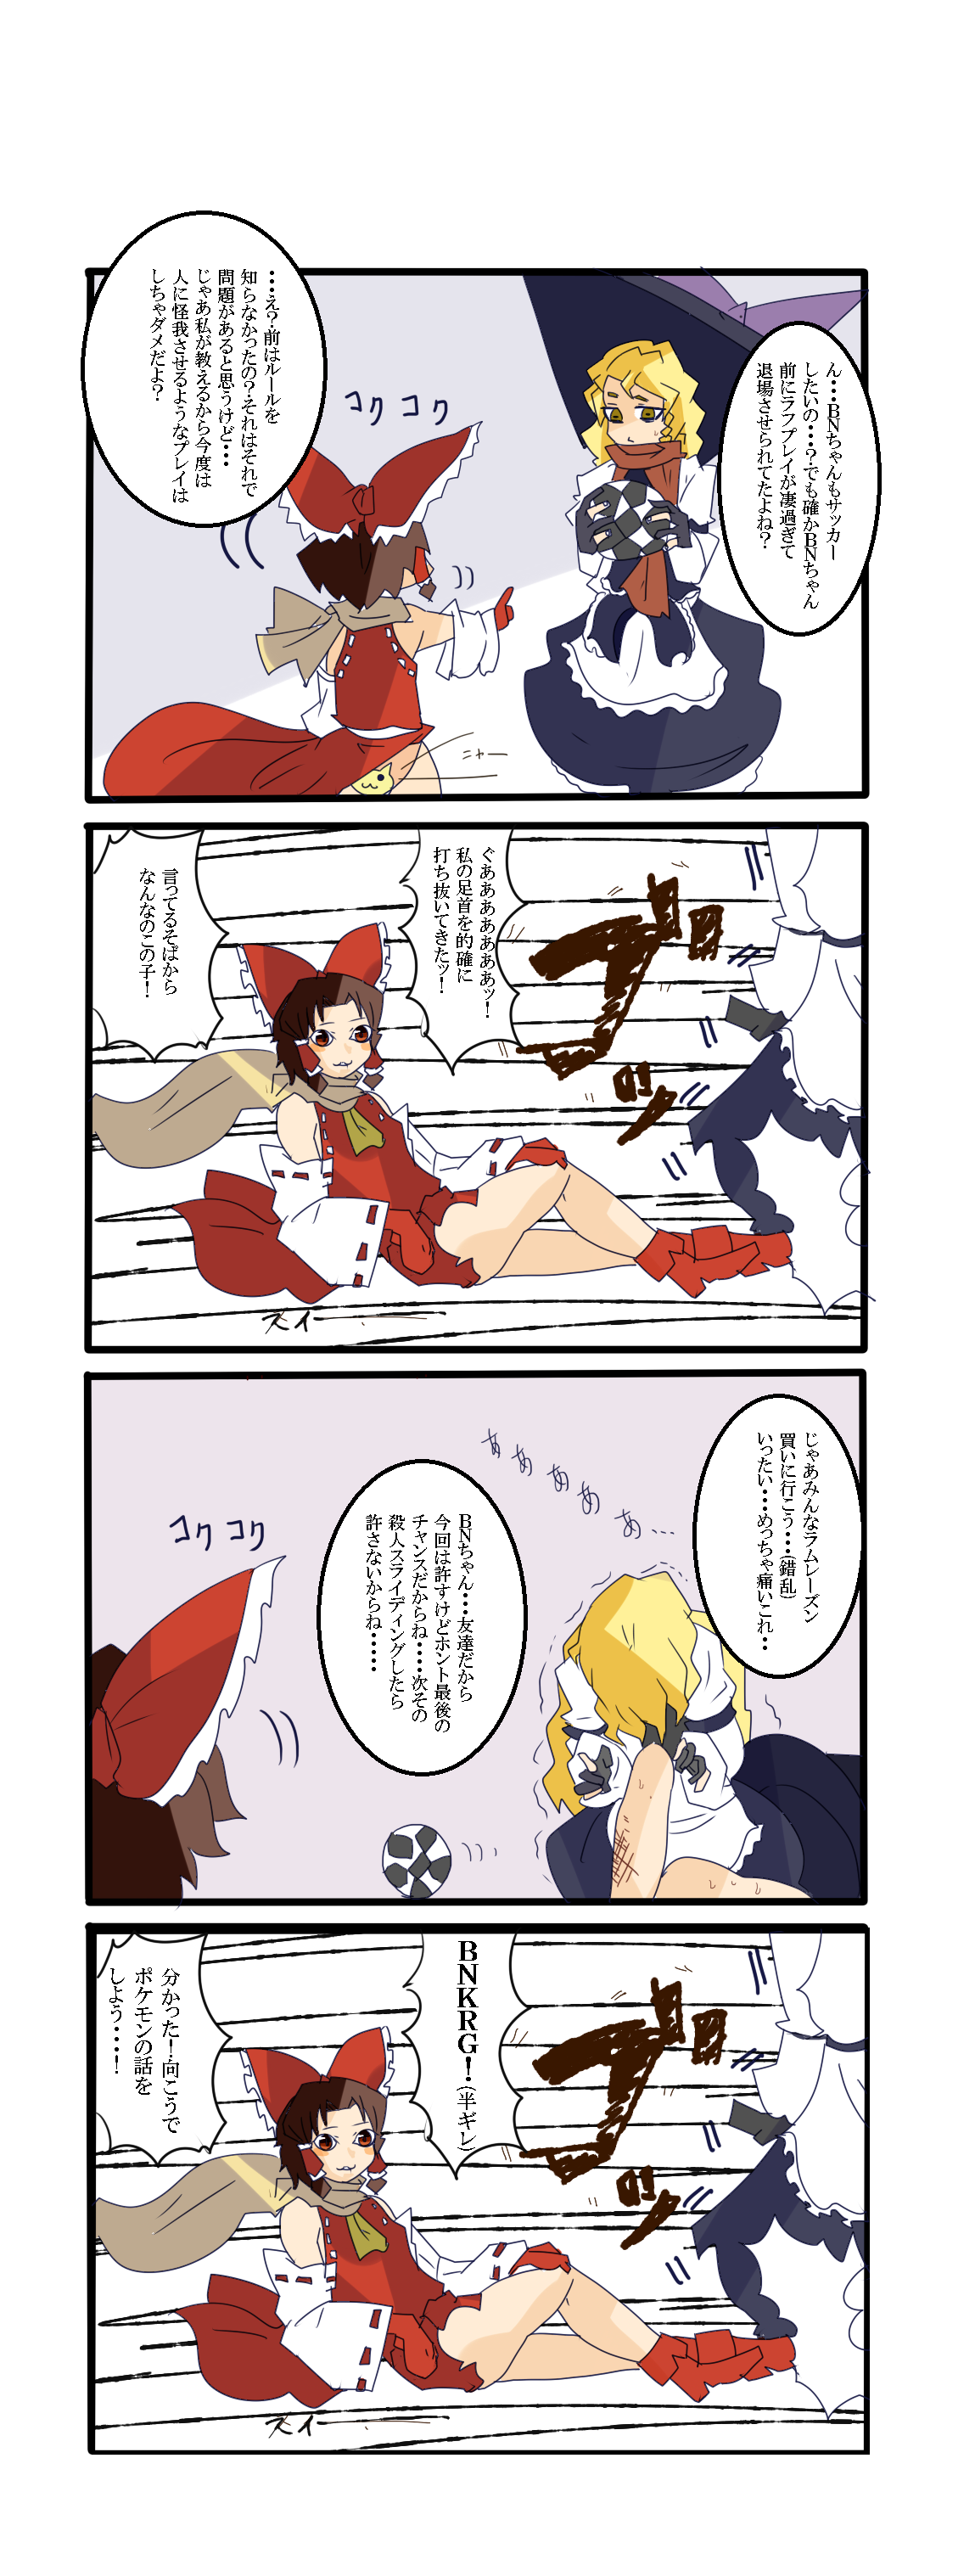 ん・・・BNちゃんもサッカー
したいの・・・？でも確かBNちゃん
前にラフプレイが凄過ぎて
退場させられてたよね？
・・・え？前はルールを
知らなかったの？それはそれで
問題があると思うけど・・・
じゃあ私が教えるから今度は
人に怪我させるようなプレイは
しちゃダメだよ？
コク コク
ニャー
ぐああああああああッ！
私の足首を的確に
打ち抜いてきたッ！
言ってるそばから
なんなのこの子！
ブロロッ
スイー
じゃあみんなラムレーズン
買いに行こう・・・（錯乱）
いったい・・・めっちゃ痛いこれ・・
あああああ…
BNちゃん・・・友達だから
今回は許すけどホント最後の
チャンスだからね・・・・次その
殺人スライディングしたら
許さないからね・・・・・
コク コク
BNKRG！（半ギレ）
分かった！向こうで
ポケモンの話を
しよう・・・・！
ブロロッ
スイー